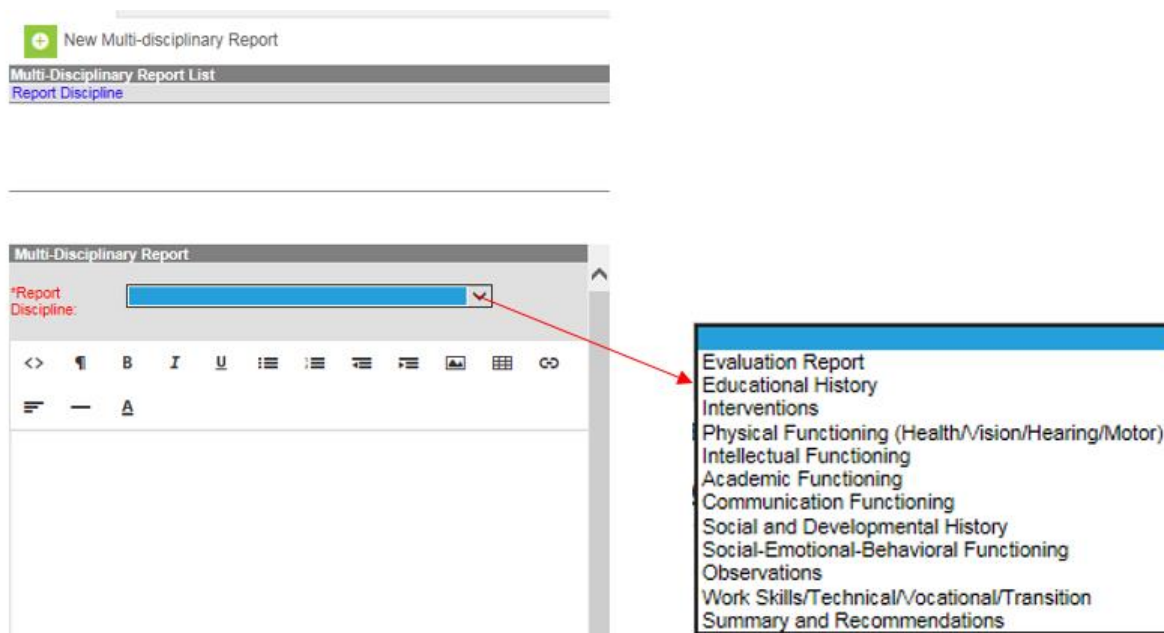 New Multi-disciplinary Report
Multi-Disciplinary Report List
Report Discipline
Multi-Disciplinary Report
*Report
Discipline:
B I U
A
Evaluation Report
Educational History
Interventions
Physical Functioning (Health/Vision/Hearing/Motor)
Intellectual Functioning
Academic Functioning
Communication Functioning
Social and Developmental History
Social-Emotional-Behavioral Functioning
Observations
Work Skills/Technical/Vocational/Transition
Summary and Recommendations